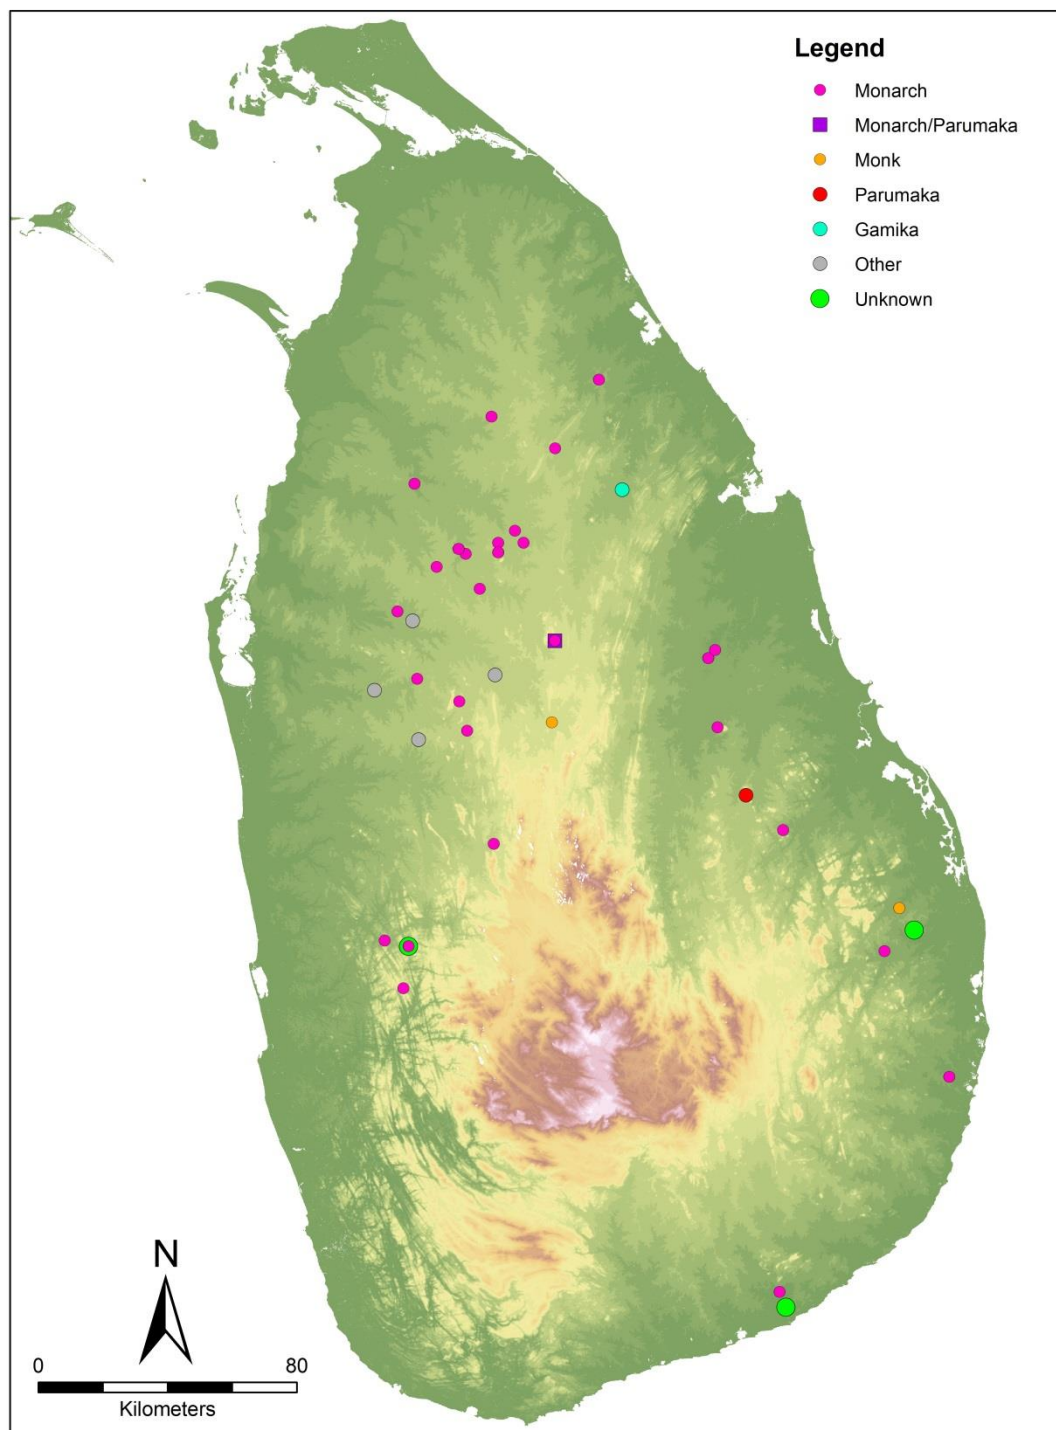 Legend
Monarch
Monarch/Parumaka
Monk
Parumaka
Gamika
Other
Unknown
N
0 80
Kilometers